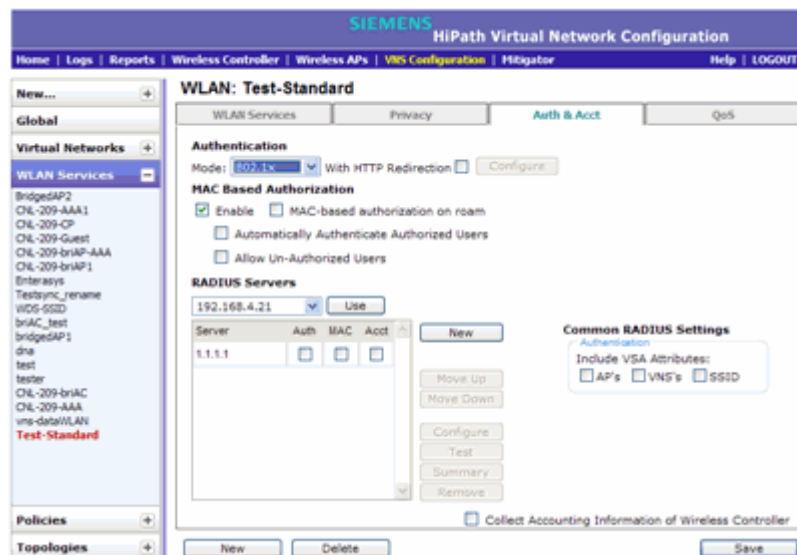 SIEMENS
HiPath Virtual Network Configuration
Home | Logs | Reports | Wireless Controller | Wireless APs | VNS Configuration | Mitigator Help | LOGOUT
New...
Global
Virtual Networks
WLAN Services
BridgedAP2
CNL-209-AAA1
CNL-209-CP
CNL-209-Guest
CNL-209-briAP-AAA
CNL-209-briAP1
Enterasys
Testsync_rename
WDS-SSID
briAC_test
bridgedAP1
dna
test
tester
CNL-209-briAC
CNL-209-AAA
vns-dataWLAN
Test-Standard
Policies
Topologies
WLAN: Test-Standard
WLAN Services Privacy Auth & Acct QoS
Authentication
Mode: 802.1x With HTTP Redirection Configure
MAC Based Authorization
Enable MAC-based authorization on roam
Automatically Authenticate Authorized Users
Allow Un-Authorized Users
RADIUS Servers
192.168.4.21 Use
Server Auth MAC Acct
1.1.1.1
New
Move Up
Move Down
Configure
Test
Summary
Remove
Common RADIUS Settings
Authentication
Include VSA Attributes:
AP's VNS's SSID
Collect Accounting Information of Wireless Controller
New Delete Save